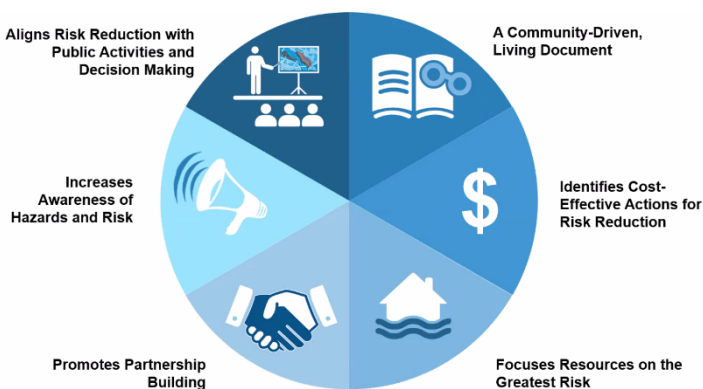 Aligns Risk Reduction with
Public Activities and
Decision Making
A Community-Driven,
Living Document
Increases
Awareness of
Hazards and Risk
$
Identifies Cost-
Effective Actions for
Risk Reduction
Promotes Partnership
Building
Focuses Resources on the
Greatest Risk